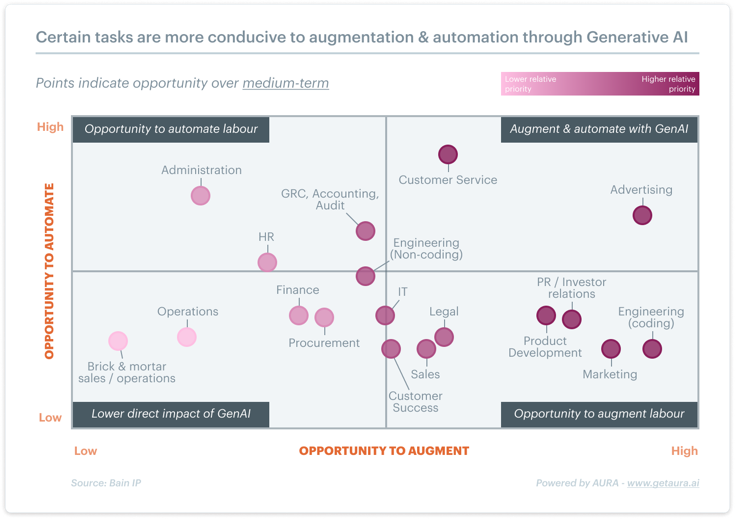 Certain tasks are more conducive to augmentation & automation through Generative AI
Points indicate opportunity over medium-term
Lower relative
priority
Higher relative
priority
High
Opportunity to automate labour
Augment & automate with GenAI
Administration
Customer Service
GRC, Accounting,
Audit
Advertising
HR
Engineering
(Non-coding)
OPPORTUNITY TO AUTOMATE
Finance
IT
PR / Investor
relations
Operations
Legal
Engineering
(coding)
Procurement
Product
Development
Brick & mortar
sales / operations
Sales
Marketing
Customer
Success
Low
Lower direct impact of GenAI
Opportunity to augment labour
Low
OPPORTUNITY TO AUGMENT
High
Source: Bain IP
Powered by AURA - www.getaura.ai